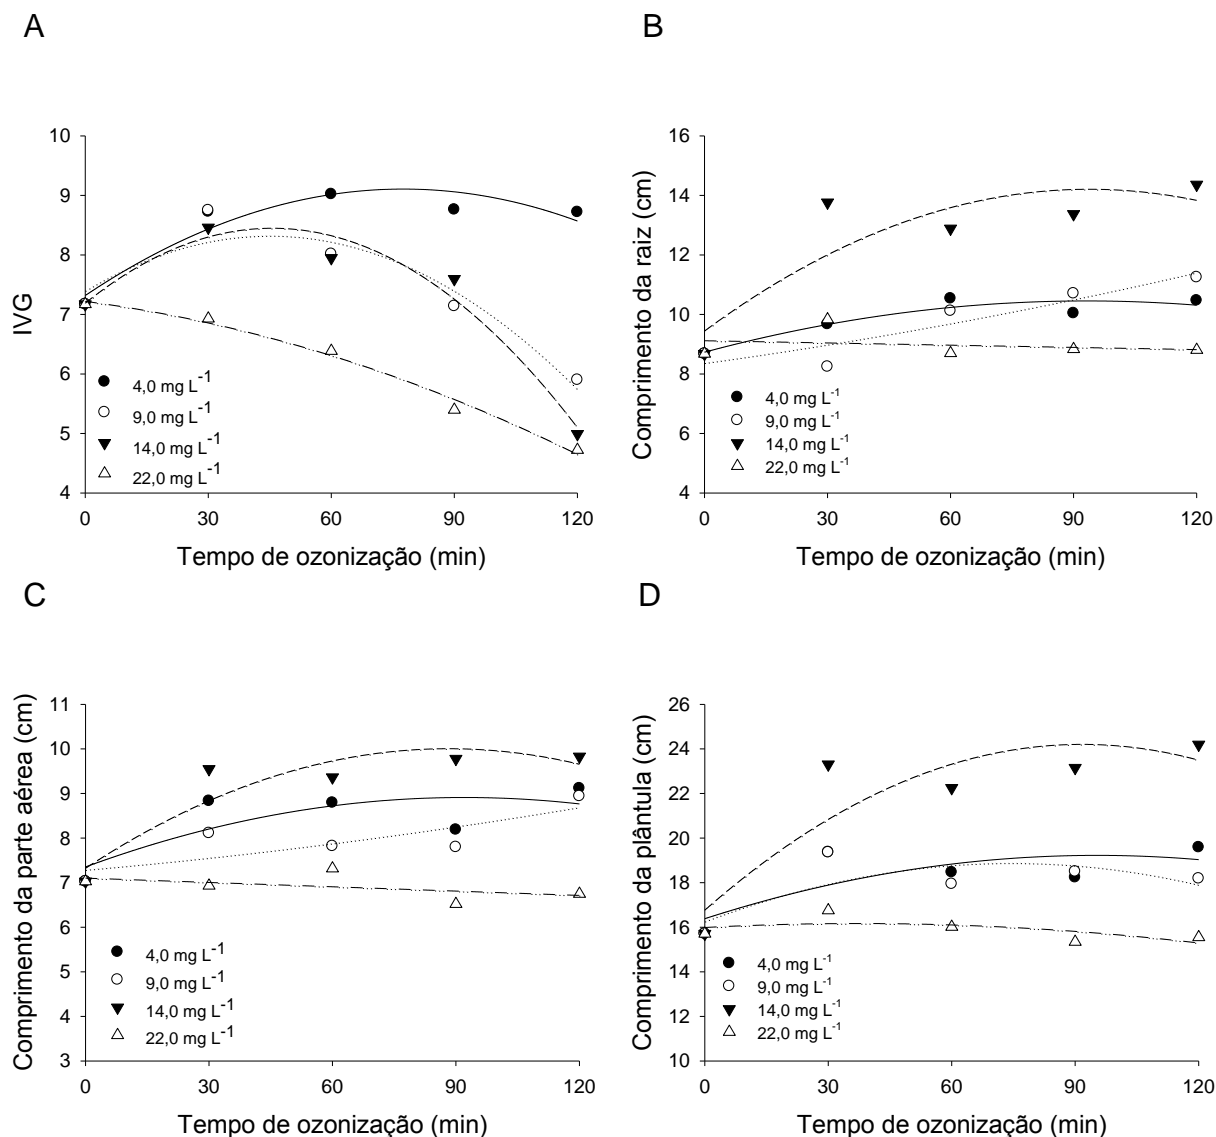 A
IVG
10
9
8
7
6
5
4
4,0 mg L-1
9,0 mg L-1
14,0 mg L-1
22,0 mg L-1
0 30 60 90 120
Tempo de ozonização (min)
B
Comprimento da raiz (cm)
16
14
12
10
8
6
4
4,0 mg L-1
9,0 mg L-1
14,0 mg L-1
22,0 mg L-1
0 30 60 90 120
Tempo de ozonização (min)
C
Comprimento da parte aérea (cm)
11
10
9
8
7
6
5
4
3
4,0 mg L-1
9,0 mg L-1
14,0 mg L-1
22,0 mg L-1
0 30 60 90 120
Tempo de ozonização (min)
D
Comprimento da plântula (cm)
26
24
22
20
18
16
14
12
10
4,0 mg L-1
9,0 mg L-1
14,0 mg L-1
22,0 mg L-1
0 30 60 90 120
Tempo de ozonização (min)